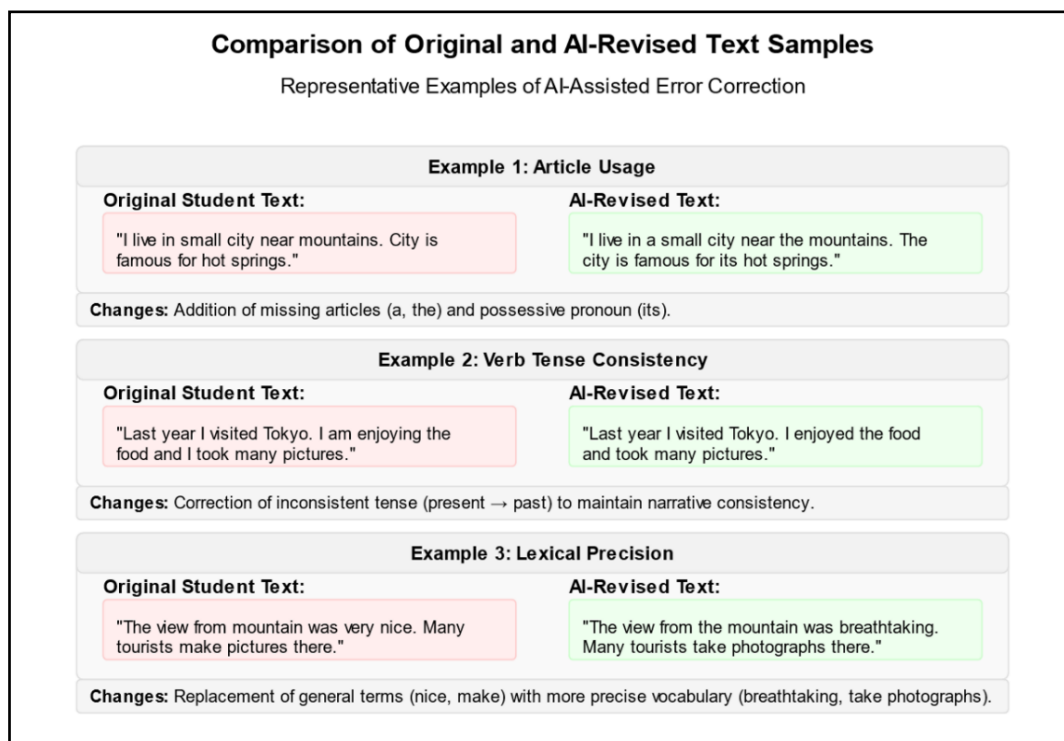 Comparison of Original and AI-Revised Text Samples
Representative Examples of AI-Assisted Error Correction
Example 1: Article Usage
Original Student Text:
"I live in small city near mountains. City is
famous for hot springs."
AI-Revised Text:
"I live in a small city near the mountains. The
city is famous for its hot springs."
Changes: Addition of missing articles (a, the) and possessive pronoun (its).
Example 2: Verb Tense Consistency
Original Student Text:
"Last year I visited Tokyo. I am enjoying the
food and I took many pictures."
AI-Revised Text:
"Last year I visited Tokyo. I enjoyed the food
and took many pictures."
Changes: Correction of inconsistent tense (present → past) to maintain narrative consistency.
Example 3: Lexical Precision
Original Student Text:
"The view from mountain was very nice. Many
tourists make pictures there."
AI-Revised Text:
"The view from the mountain was breathtaking.
Many tourists take photographs there."
Changes: Replacement of general terms (nice, make) with more precise vocabulary (breathtaking, take photographs).